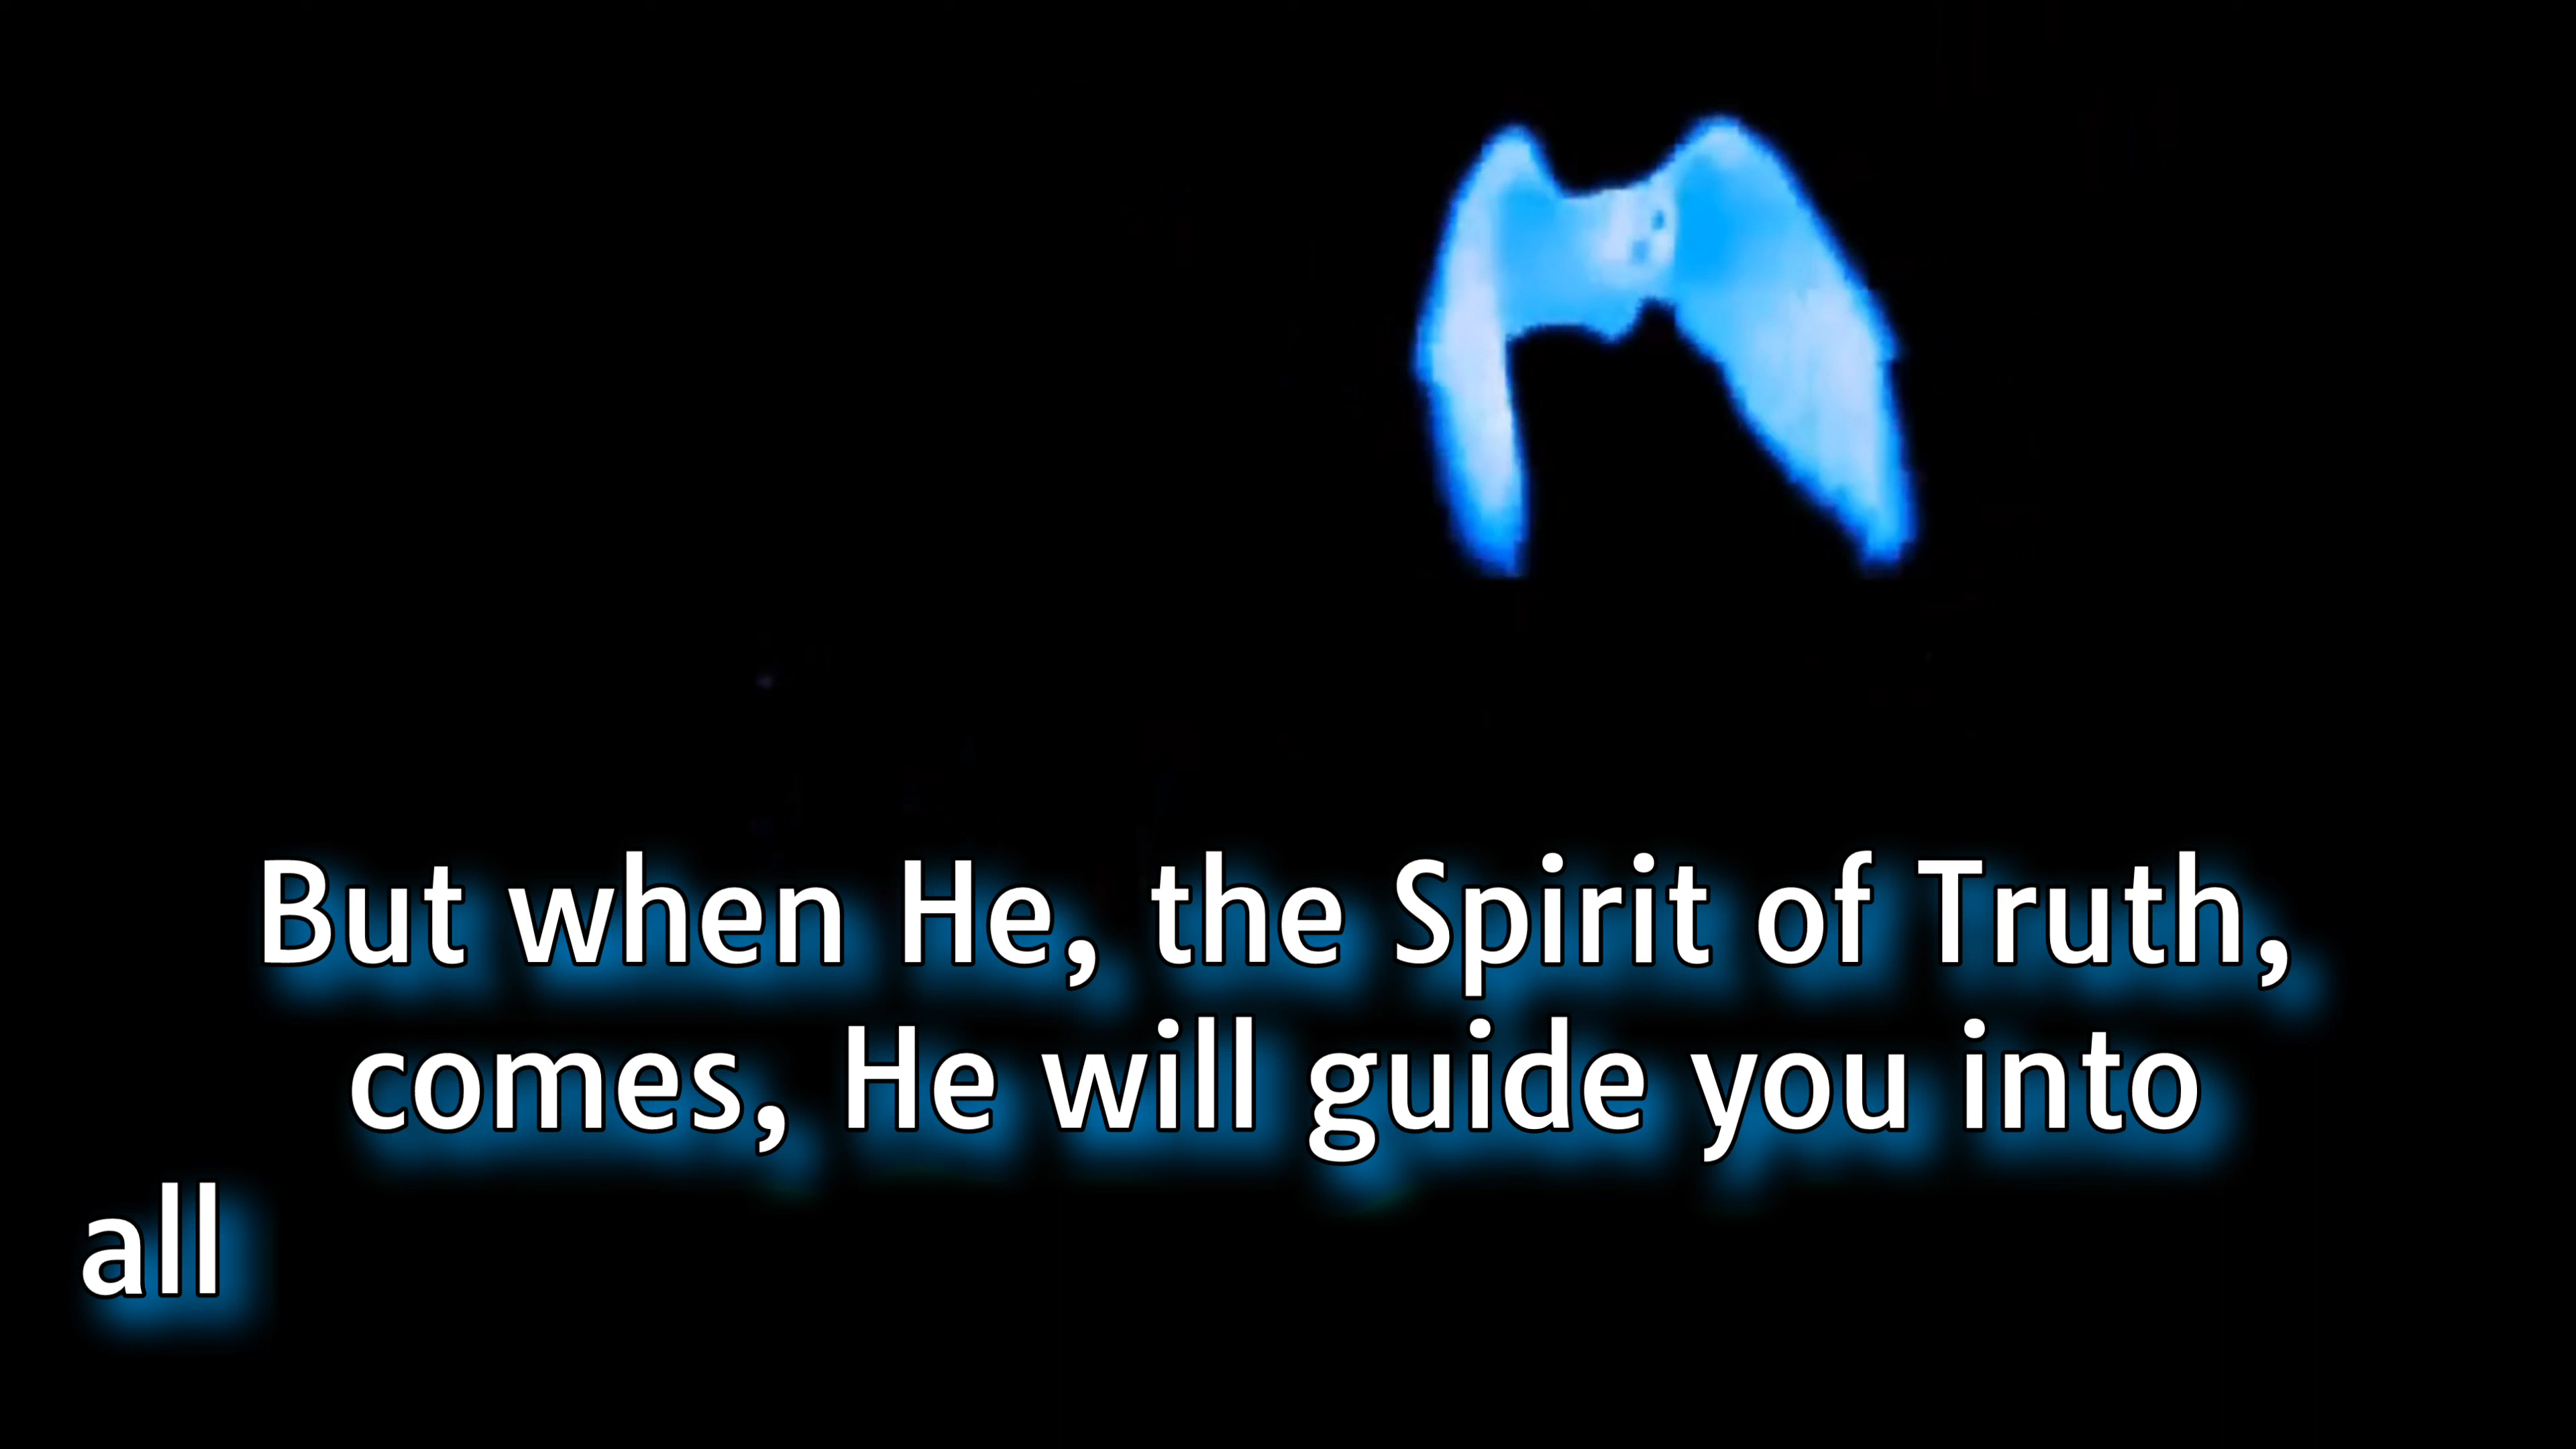 But when He, the Spirit of Truth,
comes, He will guide you into
all